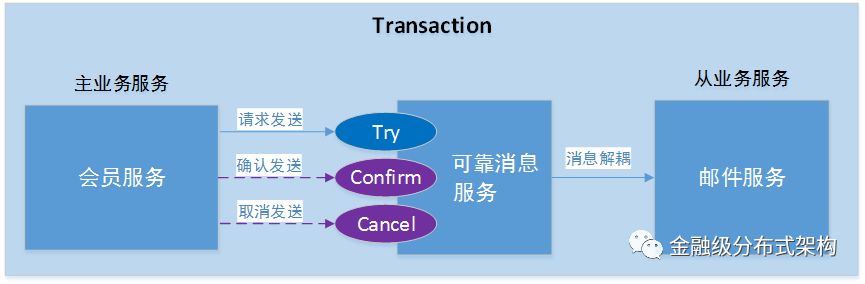 Transaction
主业务服务
从业务服务
会员服务
请求发送
确认发送
取消发送
Try
Confirm
Cancel
可靠消息
服务
消息解耦
邮件服务
金融级分布式架构